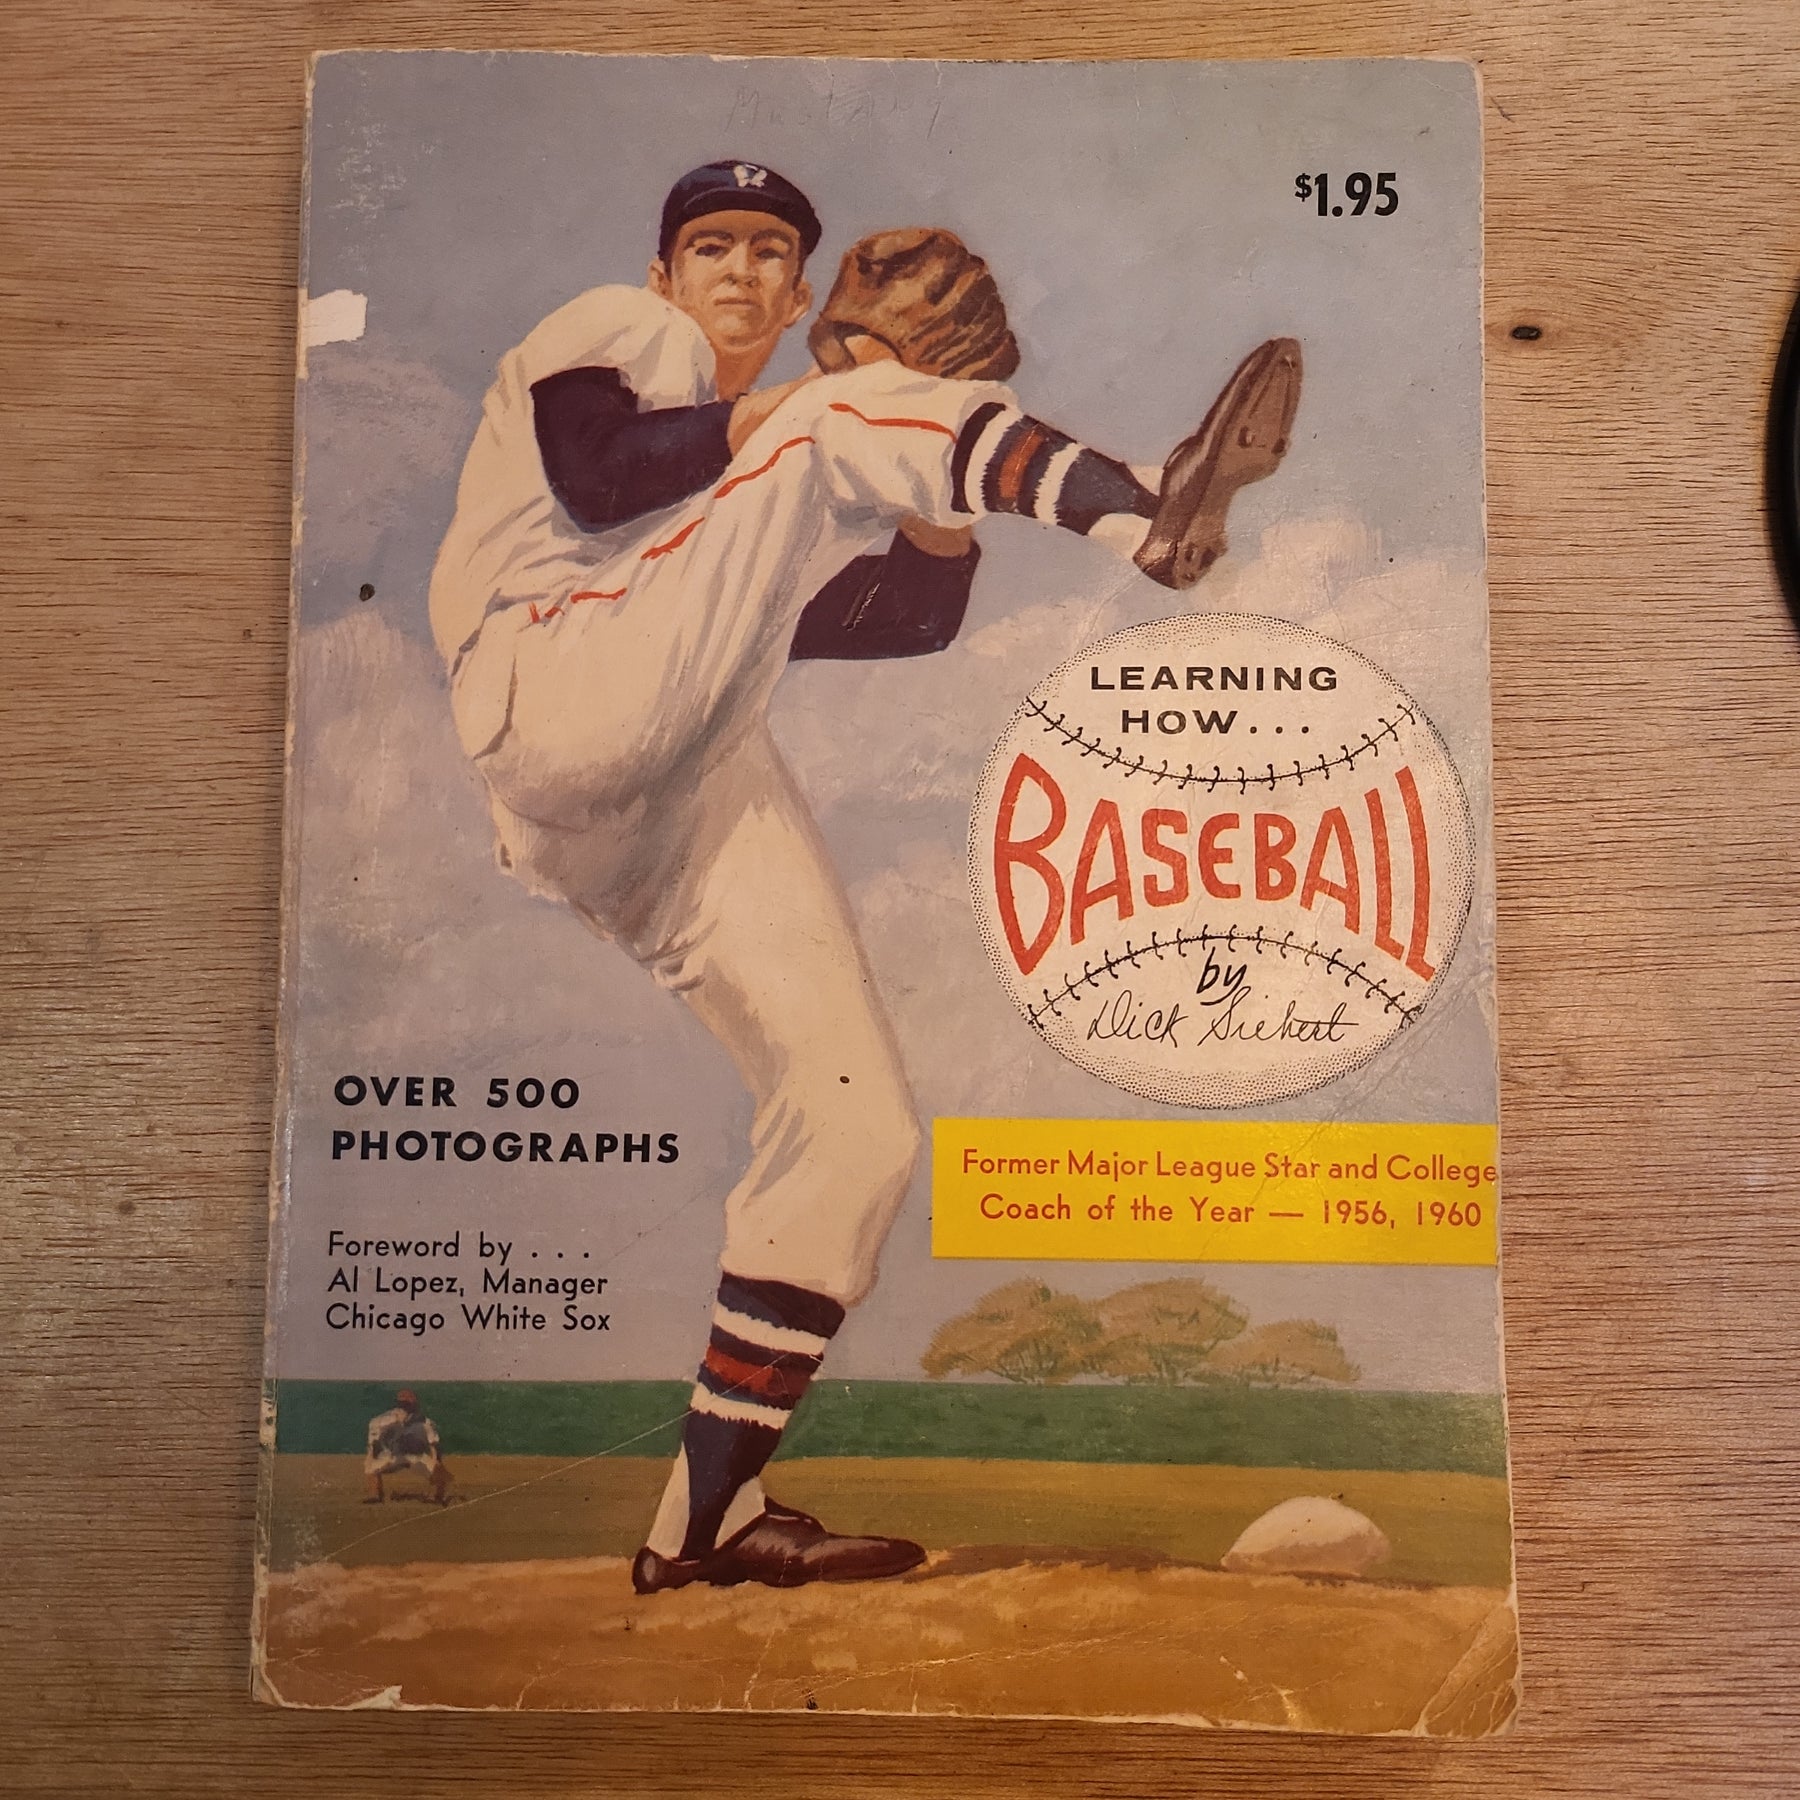 Mustang
$1.95
LEARNING
HOW...
BASEBALL
by
Dick Siebert
OVER 500
PHOTOGRAPHS
Former Major League Star and College
Coach of the Year — 1956, 1960
Foreword by . . .
Al Lopez, Manager
Chicago White Sox